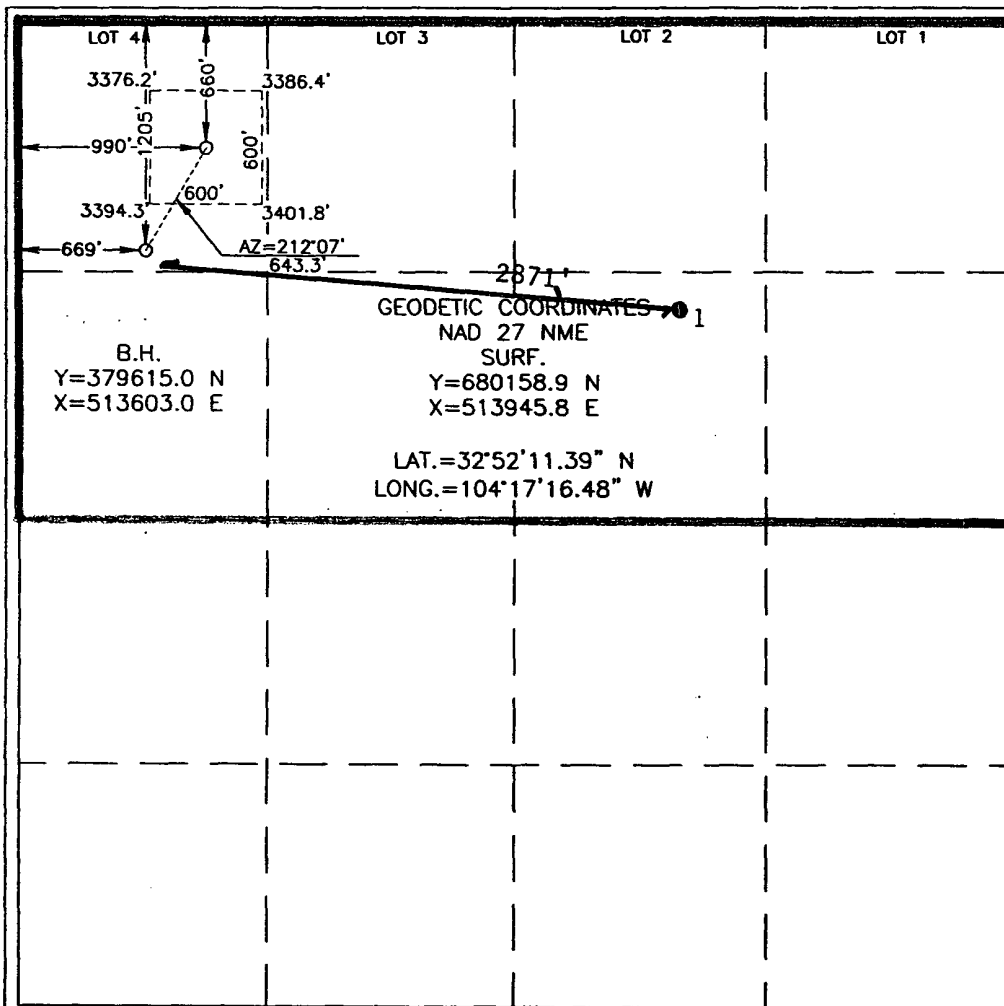 LOT 4
LOT 3
LOT 2
LOT 1
3376.2'
660'
3386.4'
1205'
990'
600'
600'
3394.3'
3401.8'
669'
AZ=212°07'
643.3'
2871'
GEODETIC COORDINATES
1
NAD 27 NME
B.H.
SURF.
Y=379615.0 N
Y=680158.9 N
X=513603.0 E
X=513945.8 E
LAT.=32°52'11.39" N
LONG.=104°17'16.48" W